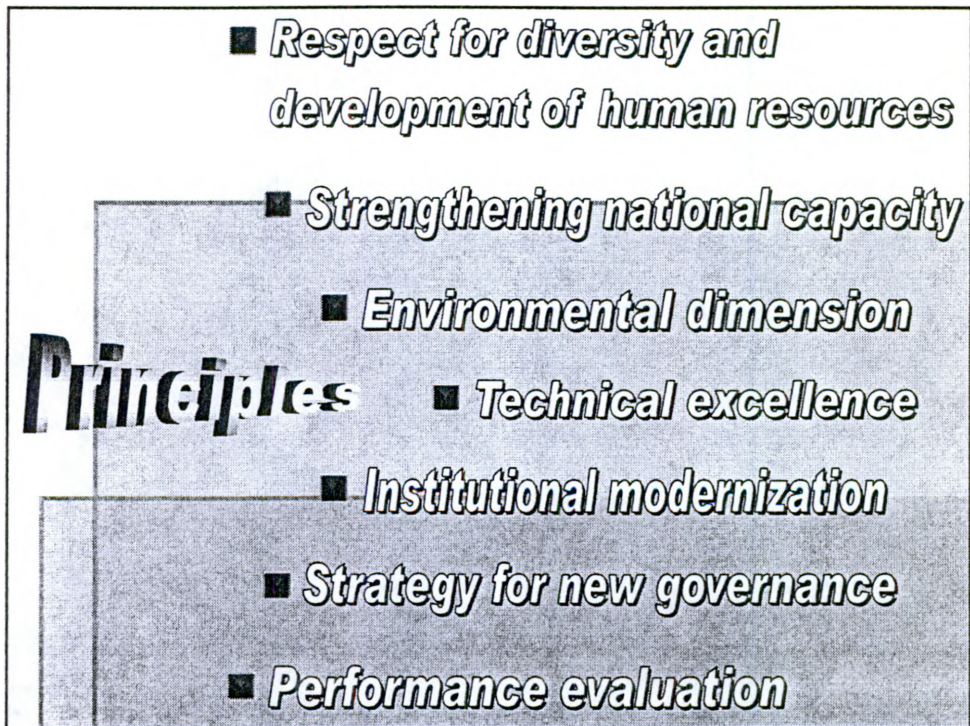 ■ Respect for diversity and
development of human resources
■ Strengthening national capacity
■ Environmental dimension
Principles
■ Technical excellence
■ Institutional modernization
■ Strategy for new governance
■ Performance evaluation